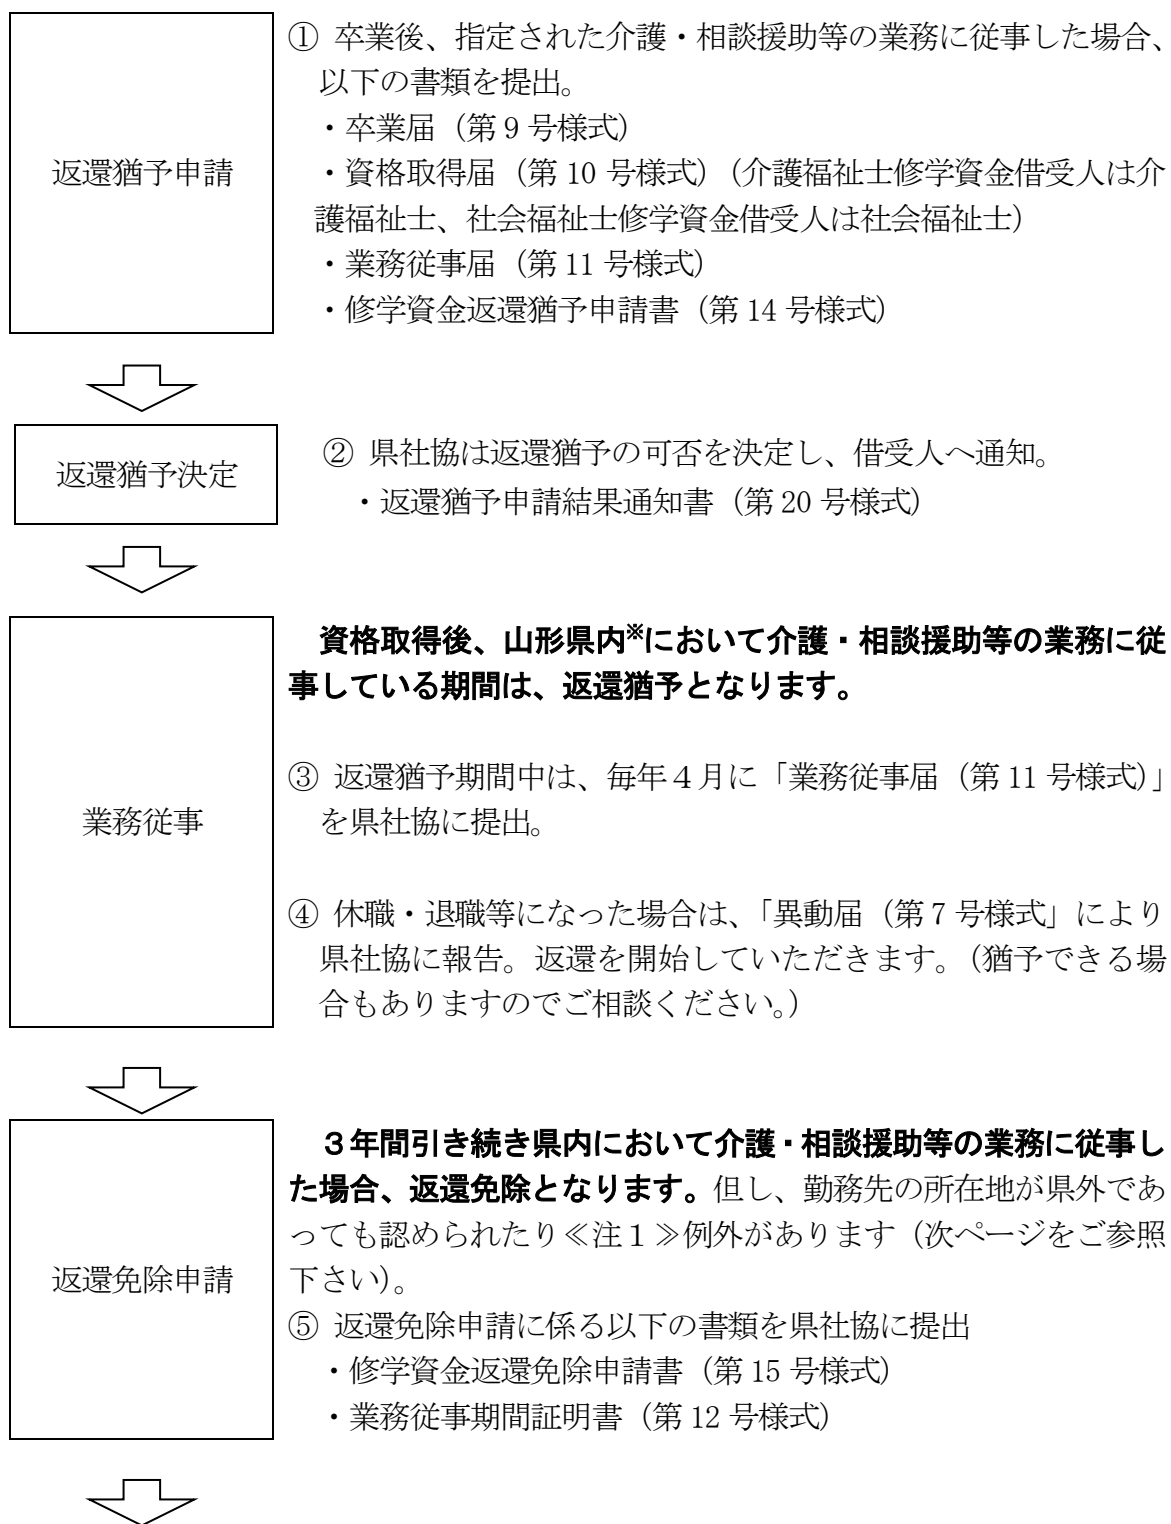 返還猶予申請
① 卒業後、指定された介護・相談援助等の業務に従事した場合、
以下の書類を提出。
・卒業届（第9号様式）
・資格取得届（第10号様式）（介護福祉士修学資金借受人は介
護福祉士、社会福祉士修学資金借受人は社会福祉士）
・業務従事届（第11号様式）
・修学資金返還猶予申請書（第14号様式）
返還猶予決定
② 県社協は返還猶予の可否を決定し、借受人へ通知。
・返還猶予申請結果通知書（第20号様式）
業務従事
資格取得後、山形県内※において介護・相談援助等の業務に従
事している期間は、返還猶予となります。
③ 返還猶予期間中は、毎年４月に「業務従事届（第11号様式）」
を県社協に提出。
④ 休職・退職等になった場合は、「異動届（第７号様式」により
県社協に報告。返還を開始していただきます。（猶予できる場
合もありますのでご相談ください。）
返還免除申請
３年間引き続き県内において介護・相談援助等の業務に従事し
た場合、返還免除となります。但し、勤務先の所在地が県外であ
っても認められたり≪注１≫例外があります（次ページをご参照
下さい）。
⑤ 返還免除申請に係る以下の書類を県社協に提出
・修学資金返還免除申請書（第15号様式）
・業務従事期間証明書（第12号様式）